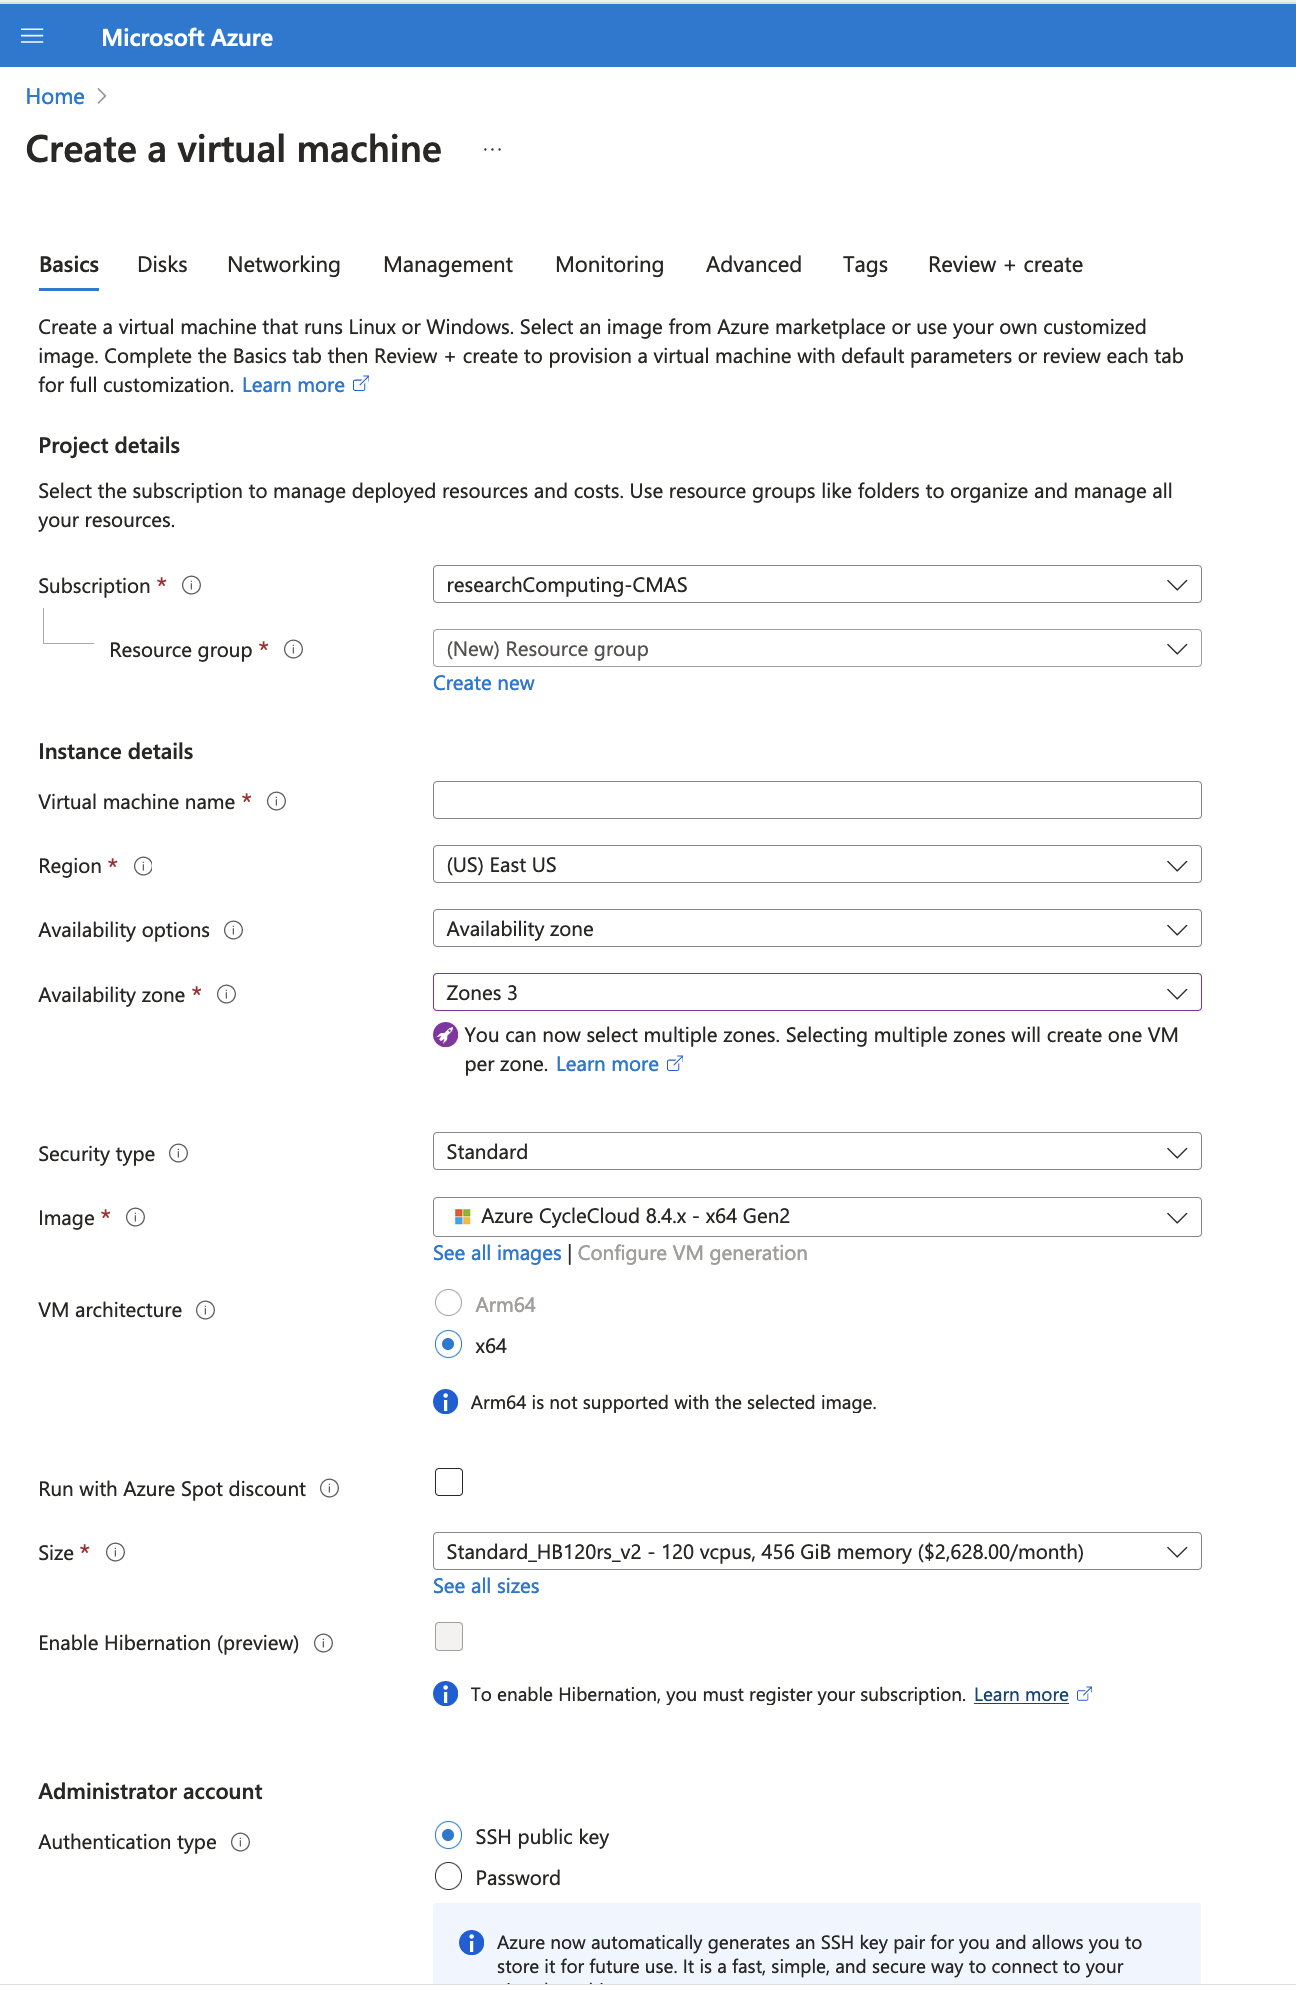 Microsoft Azure
Home
Create a virtual machine ...
Basics Disks Networking Management Monitoring Advanced Tags Review + create
Create a virtual machine that runs Linux or Windows. Select an image from Azure marketplace or use your own customized
image. Complete the Basics tab then Review + create to provision a virtual machine with default parameters or review each tab
for full customization. Learn more
Project details
Select the subscription to manage deployed resources and costs. Use resource groups like folders to organize and manage all
your resources.
Subscription * researchComputing-CMAS
Resource group * (New) Resource group
Create new
Instance details
Virtual machine name *
Region * (US) East US
Availability options Availability zone
Availability zone * Zones 3
You can now select multiple zones. Selecting multiple zones will create one VM
per zone. Learn more
Security type Standard
Image * Azure CycleCloud 8.4.x - x64 Gen2
See all images | Configure VM generation
VM architecture Arm64
x64
Arm64 is not supported with the selected image.
Run with Azure Spot discount
Size * Standard_HB120rs_v2 - 120 vcpus, 456 GiB memory ($2,628.00/month)
See all sizes
Enable Hibernation (preview)
To enable Hibernation, you must register your subscription. Learn more
Administrator account
Authentication type SSH public key
Password
Azure now automatically generates an SSH key pair for you and allows you to
store it for future use. It is a fast, simple, and secure way to connect to your